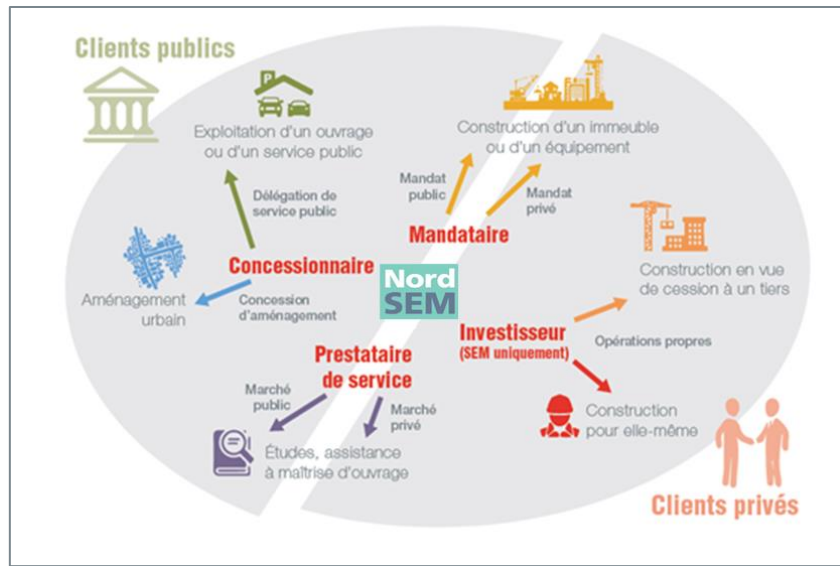 Clients publics
P
Exploitation d'un ouvrage
ou d'un service public
Délégation de
service public
Concessionnaire
Aménagement
urbain
Concession
d'aménagement
Construction d'un immeuble
ou d'un équipement
Mandat
public
Mandat
privé
Mandataire
Nord
SEM
Construction en vue
de cession à un tiers
Investisseur
(SEM uniquement)
Opérations propres
Construction
pour elle-même
Prestataire
de service
Marché
public
Marché
privé
Études, assistance
à maîtrise d'ouvrage
Clients privés